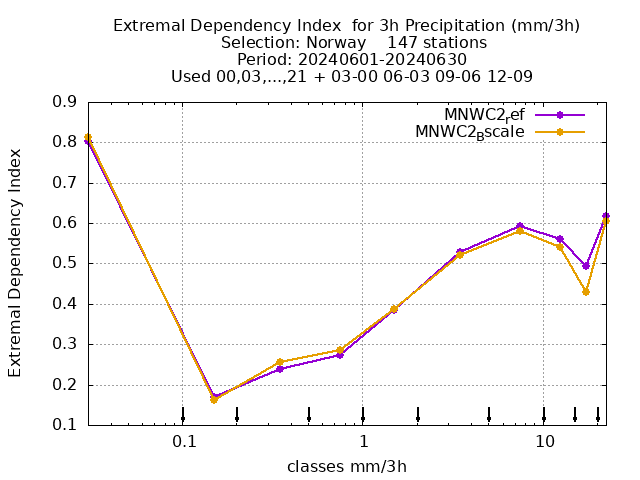 Extremal Dependency Index  for 3h Precipitation (mm/3h)
Selection: Norway    147 stations
Period: 20240601-20240630
Used 00,03,...,21 + 03-00 06-03 09-06 12-09
MNWC2ref
MNWC2Bscale
Extremal Dependency Index
0.9
0.8
0.7
0.6
0.5
0.4
0.3
0.2
0.1
0.1
1
10
classes mm/3h